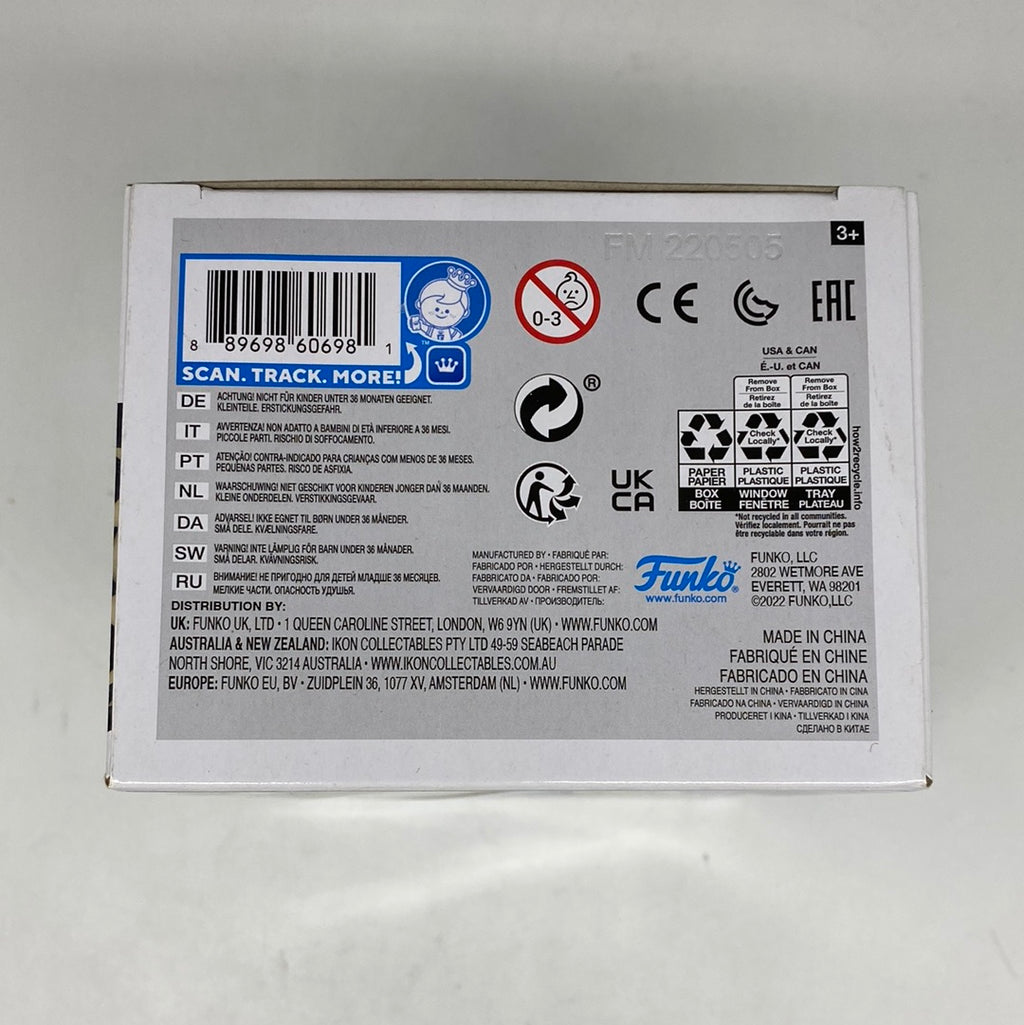 FM 220505
3+
8 89698 60698 1
™
SCAN. TRACK. MORE!
0-3
CE
EAC
®
UK
CA
USA & CAN
É.-U. et CAN
Remove
From Box
Retirez
de la boîte
Remove
From Box
Retirez
de la boîte
Check
Locally*
Check
Locally*
PAPER
PAPIER
PLASTIC
PLASTIQUE
PLASTIC
PLASTIQUE
BOX
BOÎTE
WINDOW
FENÊTRE
TRAY
PLATEAU
how2recycle.info
*Not recycled in all communities.
Vérifiez localement. Pourrait ne pas
être recyclable dans votre région.
DE ACHTUNG! NICHT FÜR KINDER UNTER 36 MONATEN GEEIGNET.
KLEINTEILE. ERSTICKUNGSGEFAHR.
IT AVVERTENZA! NON ADATTO A BAMBINI DI ETÀ INFERIORE A 36 MESI.
PICCOLE PARTI. RISCHIO DI SOFFOCAMENTO.
PT ATENÇÃO! CONTRA-INDICADO PARA CRIANÇAS COM MENOS DE 36 MESES.
PEQUENAS PARTES. RISCO DE ASFIXIA.
NL WAARSCHUWING! NIET GESCHIKT VOOR KINDEREN JONGER DAN 36 MAANDEN.
KLEINE ONDERDELEN. VERSTIKKINGSGEVAAR.
DA ADVARSEL! IKKE EGNET TIL BØRN UNDER 36 MÅNEDER.
SMÅ DELE. KVÆLNINGSFARE.
SW VARNING! INTE LÄMPLIG FÖR BARN UNDER 36 MÅNADER.
SMÅ DELAR. KVÄVNINGSRISK.
RU ВНИМАНИЕ! НЕ ПРИГОДНО ДЛЯ ДЕТЕЙ МЛАДШЕ 36 МЕСЯЦЕВ.
МЕЛКИЕ ЧАСТИ. ОПАСНОСТЬ УДУШЬЯ.
MANUFACTURED BY • FABRIQUÉ PAR:
FABRICADO POR • HERGESTELLT DURCH:
FABBRICATO DA • FABRICADO POR:
VERVAARDIGD DOOR • FREMSTILLET AF:
TILLVERKAD AV • ПРОИЗВОДИТЕЛЬ:
Funko®
www.funko.com
FUNKO, LLC
2802 WETMORE AVE
EVERETT, WA 98201
©2022 FUNKO,LLC
DISTRIBUTION BY:
UK: FUNKO UK, LTD • 1 QUEEN CAROLINE STREET, LONDON, W6 9YN (UK) • WWW.FUNKO.COM
AUSTRALIA & NEW ZEALAND: IKON COLLECTABLES PTY LTD 49-59 SEABEACH PARADE
NORTH SHORE, VIC 3214 AUSTRALIA • WWW.IKONCOLLECTABLES.COM.AU
EUROPE: FUNKO EU, BV • ZUIDPLEIN 36, 1077 XV, AMSTERDAM (NL) • WWW.FUNKO.COM
MADE IN CHINA
FABRIQUÉ EN CHINE
FABRICADO EN CHINA
HERGESTELLT IN CHINA • FABBRICATO IN CINA
FABRICADO NA CHINA • VERVAARDIGD IN CHINA
PRODUCERET I KINA • TILLVERKAD I KINA
СДЕЛАНО В КИТАЕ